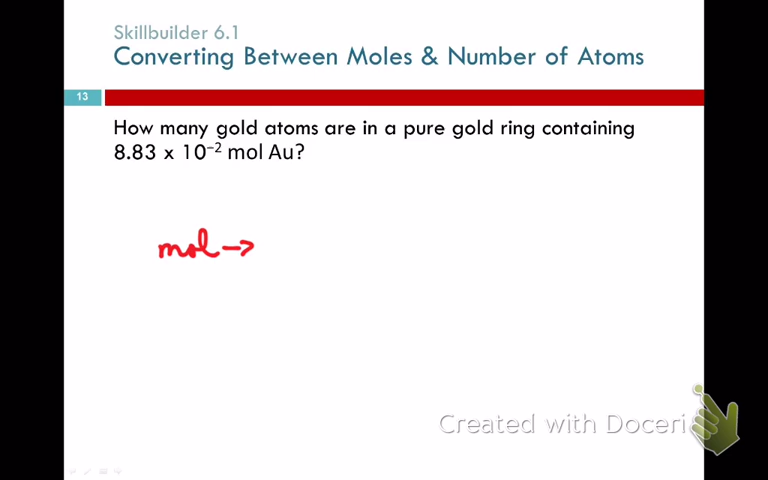 Skillbuilder 6.1
Converting Between Moles & Number of Atoms
13
How many gold atoms are in a pure gold ring containing
8.83 x 10⁻² mol Au?
mol →
Created with Doceri